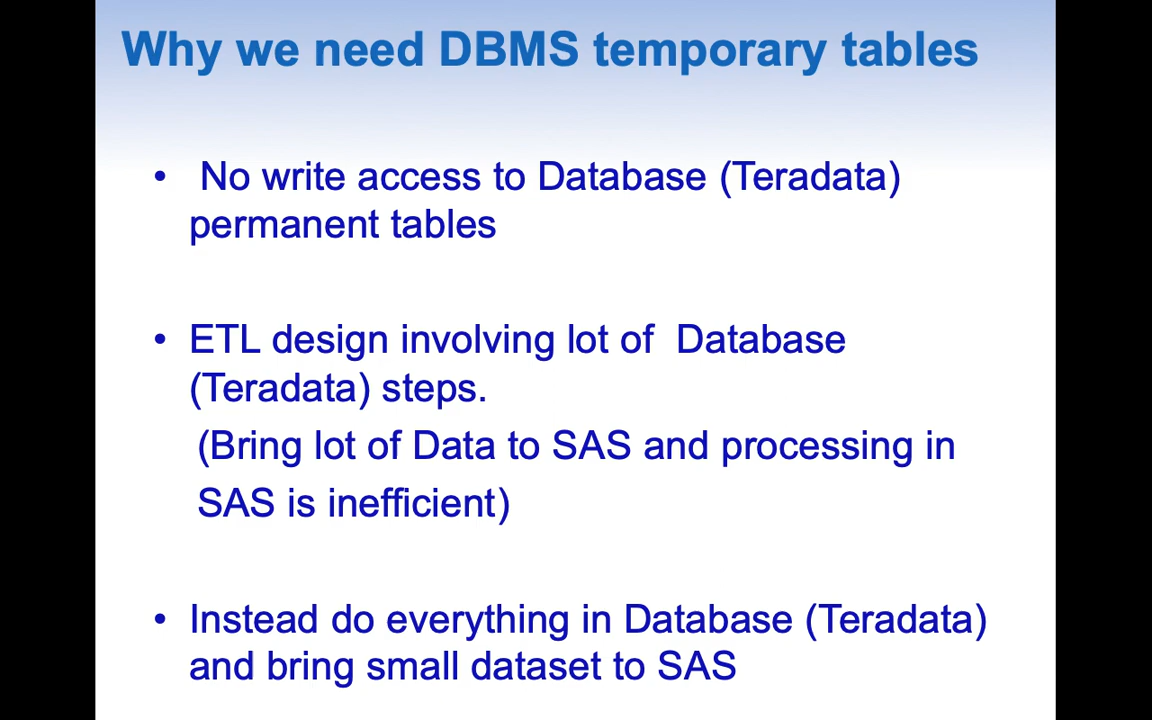 Why we need DBMS temporary tables
• No write access to Database (Teradata)
permanent tables
• ETL design involving lot of Database
(Teradata) steps.
(Bring lot of Data to SAS and processing in
SAS is inefficient)
• Instead do everything in Database (Teradata)
and bring small dataset to SAS